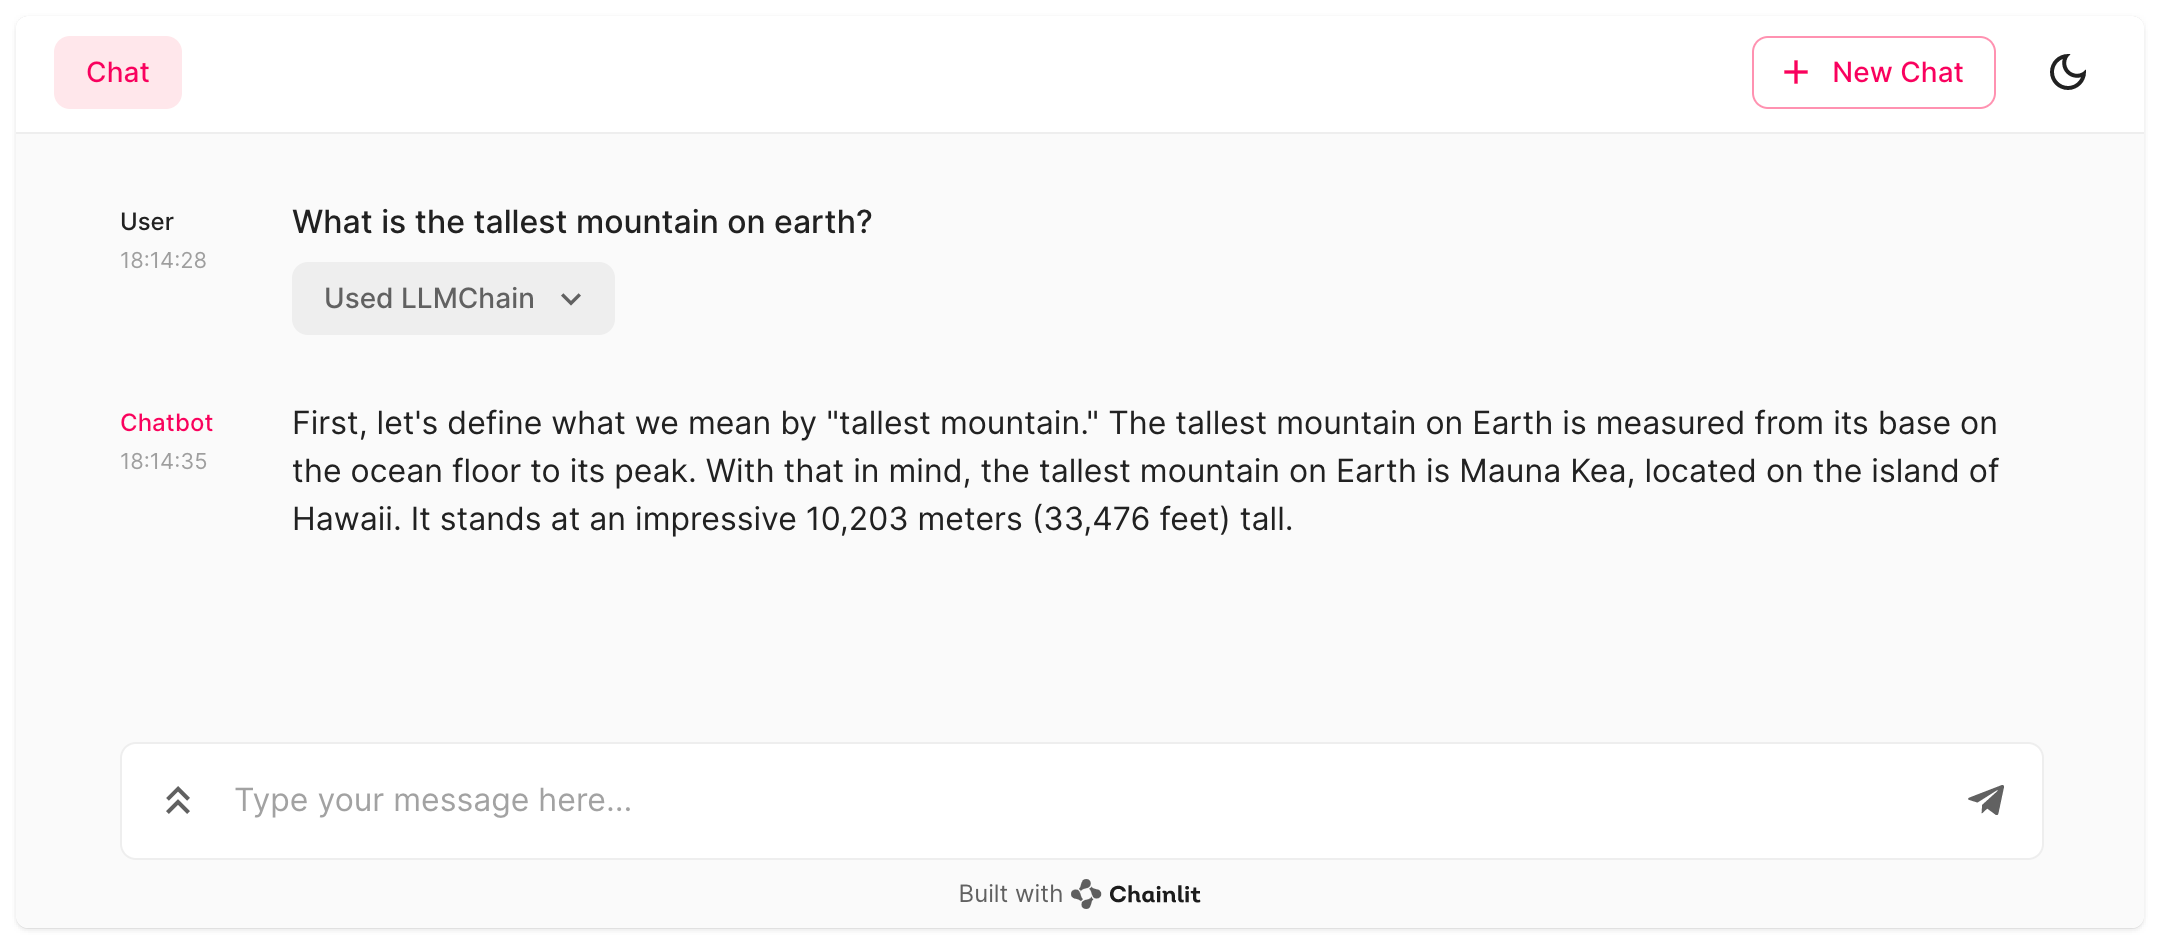 Chat
New Chat
User
What is the tallest mountain on earth?
18:14:28
Used LLMChain
Chatbot
First, let's define what we mean by "tallest mountain." The tallest mountain on Earth is measured from its base on
18:14:35
the ocean floor to its peak. With that in mind, the tallest mountain on Earth is Mauna Kea, located on the island of
Hawaii. It stands at an impressive 10,203 meters (33,476 feet) tall.
Type your message here...
Built with Chainlit